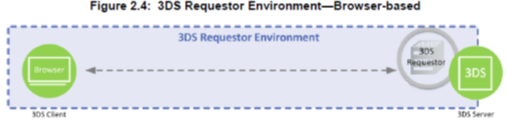 Figure 2.4: 3DS Requestor Environment—Browser-based
3DS Requestor Environment
Browser
3DS
Requestor
3DS
3DS Client
3DS Server